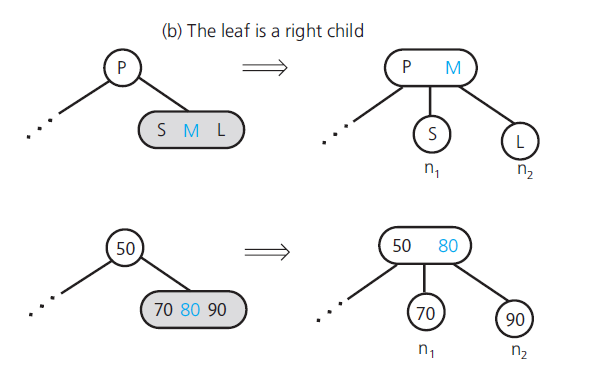 (b) The leaf is a right child
P
P M
S M L
S
L
n₁
n₂
50
50 80
70 80 90
70
90
n₁
n₂